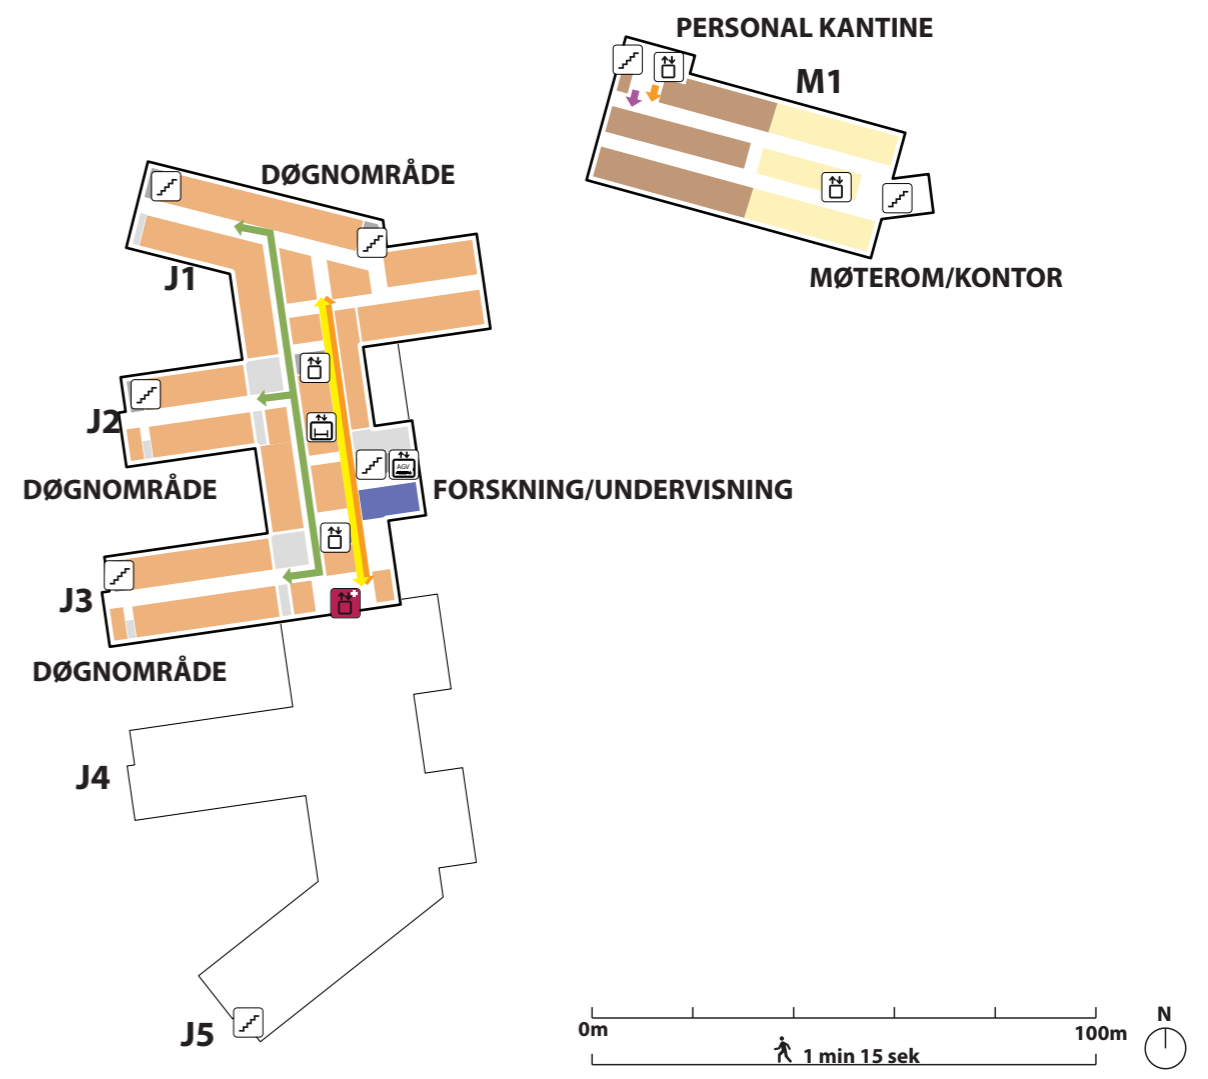 PERSONAL KANTINE
M1
DØGNOMRÅDE
J1
MØTEROM/KONTOR
J2
AGV
DØGNOMRÅDE
FORSKNING/UNDERVISNING
J3
DØGNOMRÅDE
J4
J5
N
0m
100m
1 min 15 sek